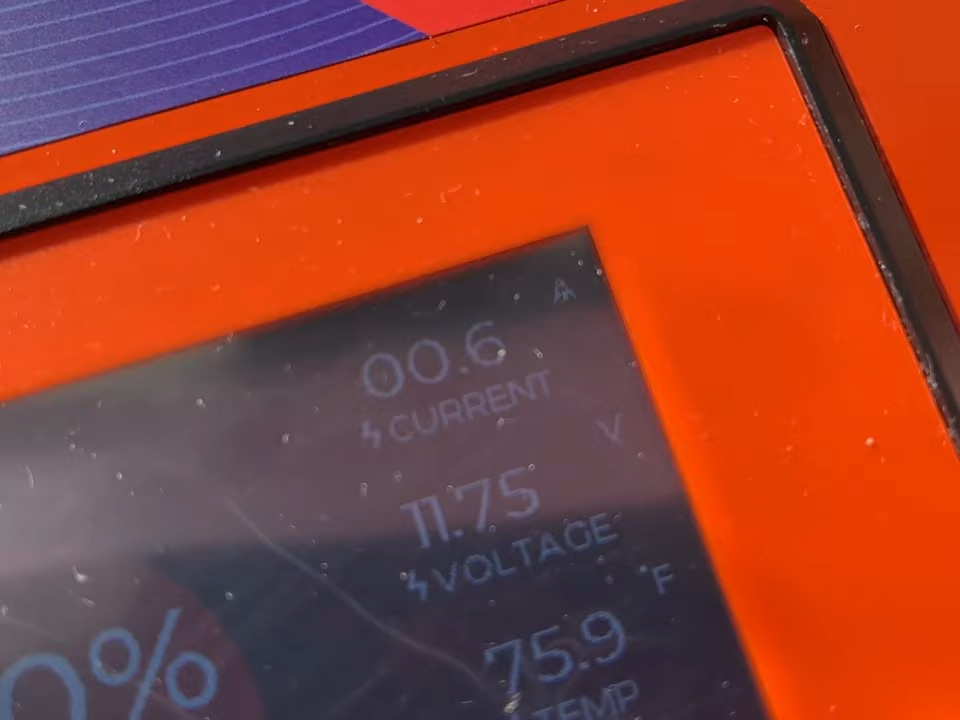 A
00.6
CURRENT
V
11.75
VOLTAGE
°F
75.9
TEMP
0%